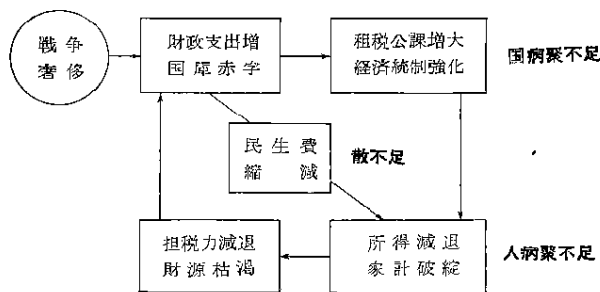 戦争
奢侈
財政支出増
国庫赤字
租税公課増大
経済統制強化
国病聚不足
民生費
縮減
散不足
担税力減退
財源枯渇
所得減退
家計破綻
人病聚不足